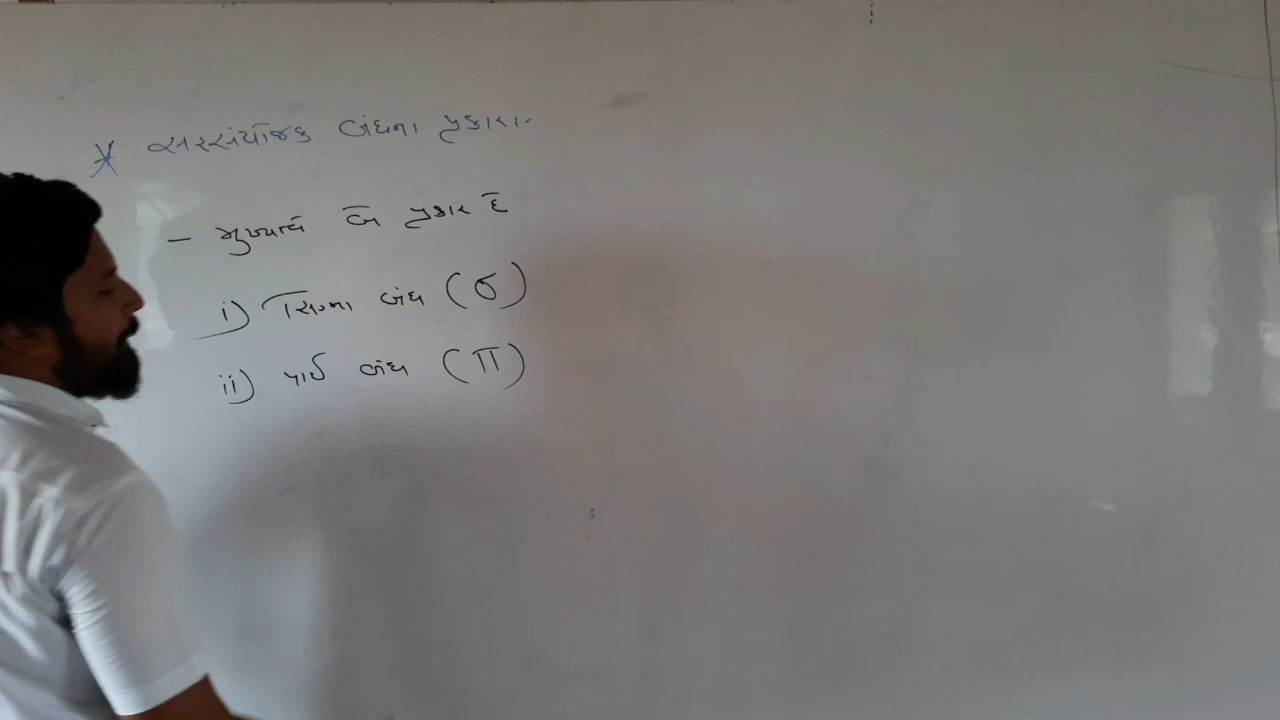 * સહસંયોજક બંધના પ્રકારો:-
- મુખ્યત્વે બે પ્રકાર છે
i) સિગ્મા બંધ (σ)
ii) પાઈ બંધ (π)